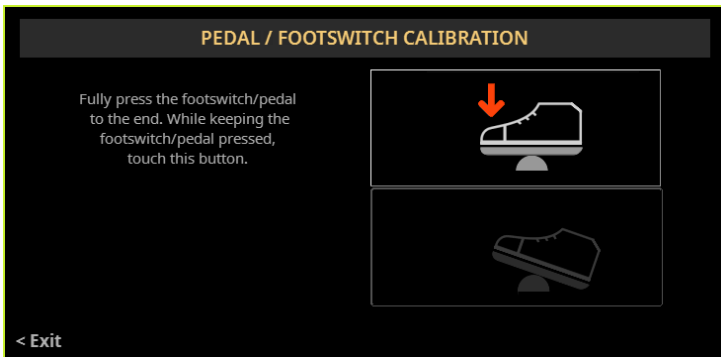 PEDAL / FOOTSWITCH CALIBRATION
Fully press the footswitch/pedal
to the end. While keeping the
footswitch/pedal pressed,
touch this button.
< Exit